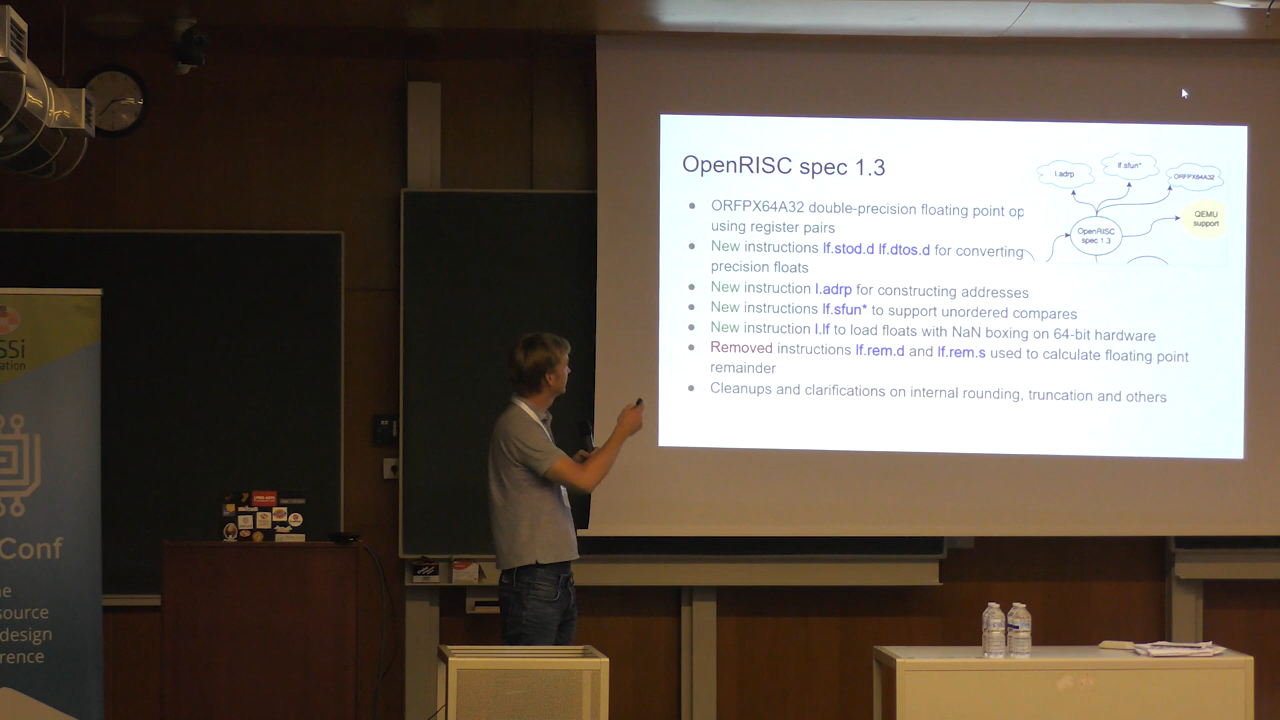 OpenRISC spec 1.3
l.adrp
lf.sfun*
ORFPX64A32
OpenRISC
spec 1.3
QEMU
support
● ORFPX64A32 double-precision floating point op
using register pairs
● New instructions lf.stod.d lf.dtos.d for converting
precision floats
● New instruction l.adrp for constructing addresses
● New instructions lf.sfun* to support unordered compares
● New instruction l.lf to load floats with NaN boxing on 64-bit hardware
● Removed instructions lf.rem.d and lf.rem.s used to calculate floating point
remainder
● Cleanups and clarifications on internal rounding, truncation and others
SSi
ation
Conf
ne
source
design
rence